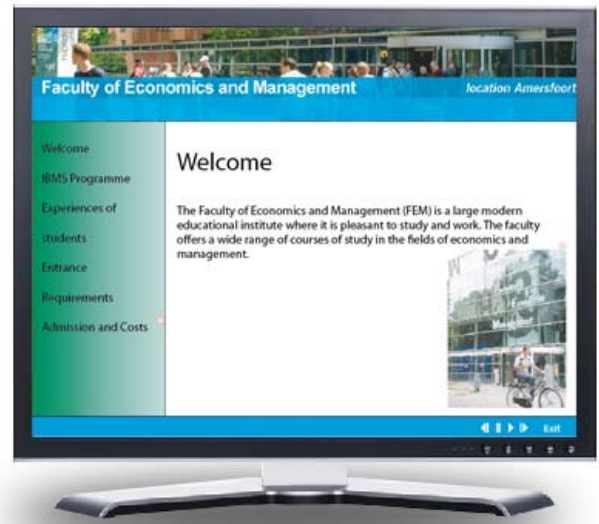 Faculty of Economics and Management
location Amersfoort
Welcome
IBMS Programme
Experiences of
students
Entrance
Requirements
Admission and Costs
Welcome
The Faculty of Economics and Management (FEM) is a large modern
educational institute where it is pleasant to study and work. The faculty
offers a wide range of courses of study in the fields of economics and
management.
Exit